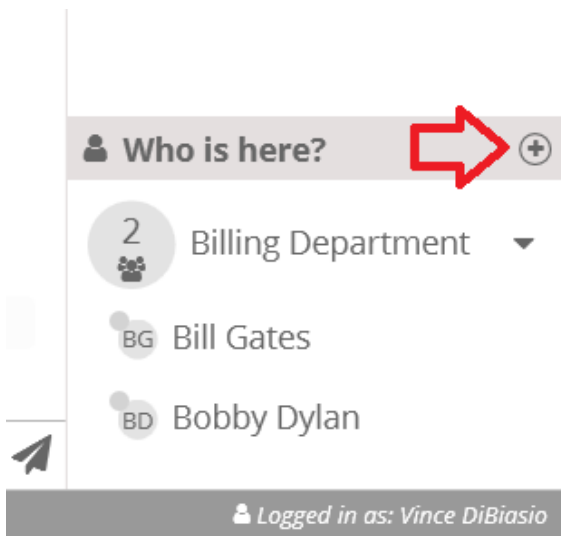 Who is here?
2
Billing Department
BG Bill Gates
BD Bobby Dylan
Logged in as: Vince DiBiasio